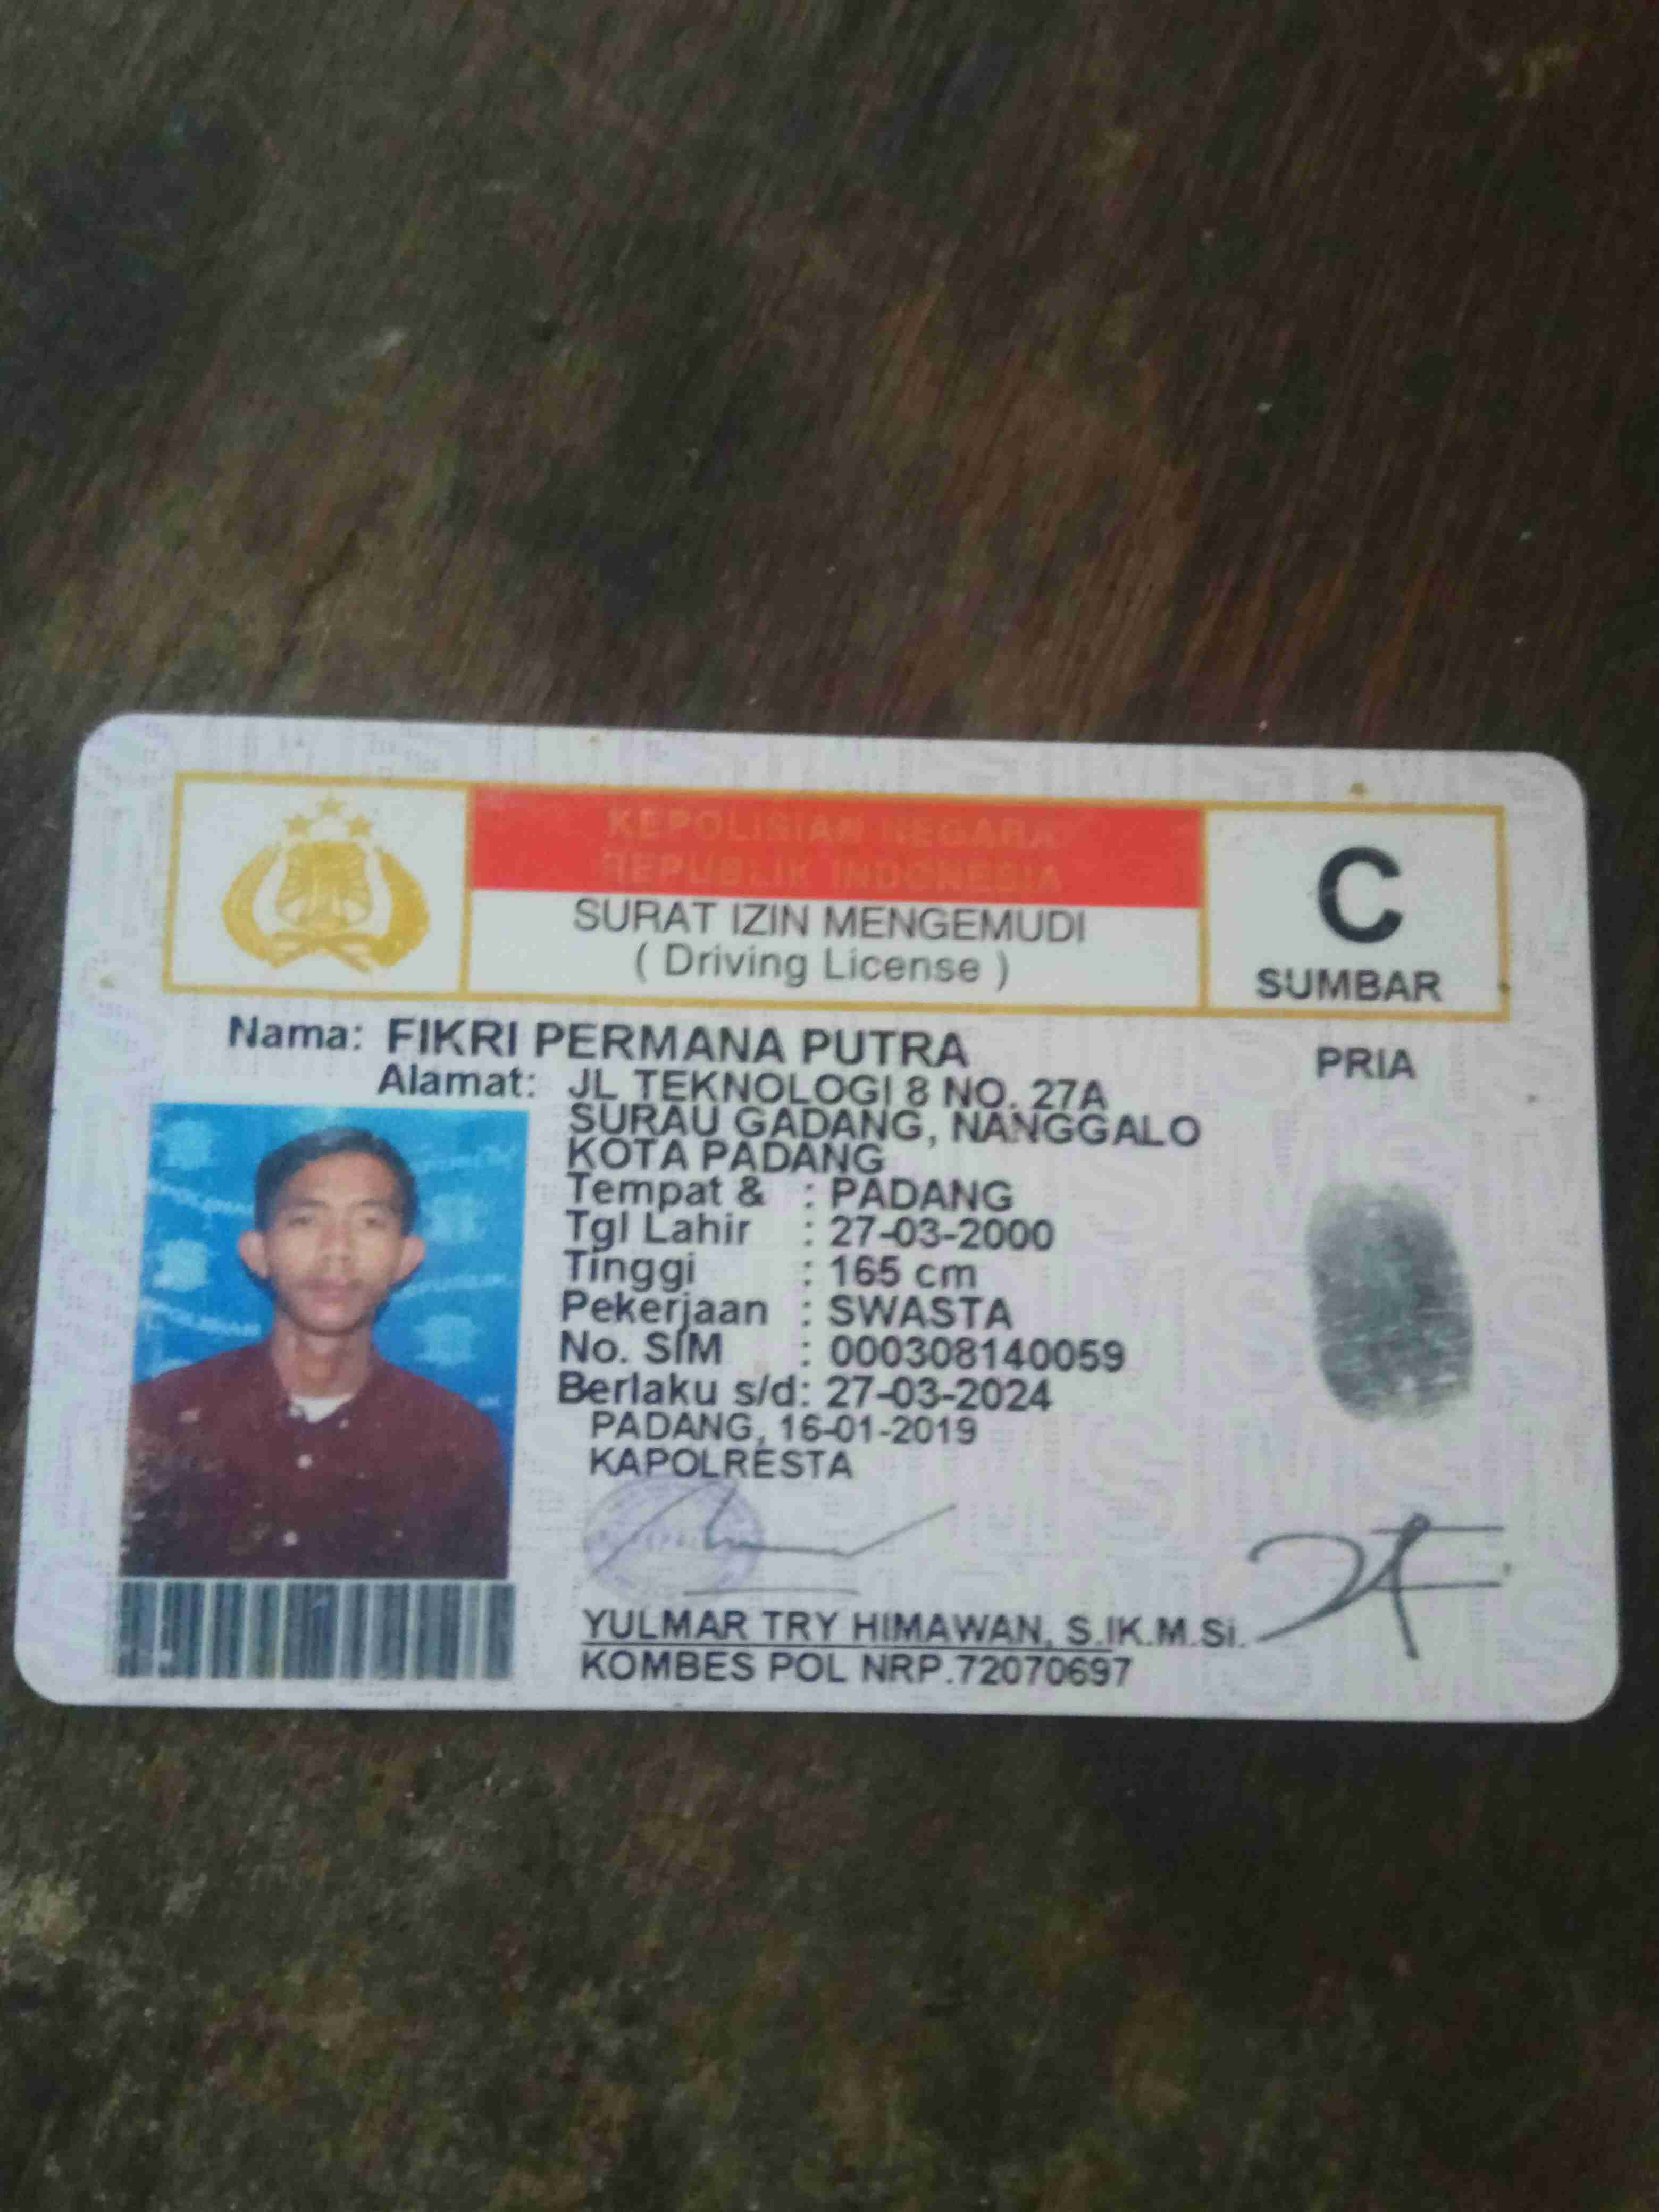 KEPOLISIAN NEGARA
REPUBLIK INDONESIA
SURAT IZIN MENGEMUDI
( Driving License )
C
SUMBAR
Nama: FIKRI PERMANA PUTRA
PRIA
Alamat: JL TEKNOLOGI 8 NO. 27A
SURAU GADANG, NANGGALO
KOTA PADANG
Tempat & : PADANG
Tgl Lahir : 27-03-2000
Tinggi : 165 cm
Pekerjaan : SWASTA
No. SIM : 000308140059
Berlaku s/d: 27-03-2024
PADANG, 16-01-2019
KAPOLRESTA
YULMAR TRY HIMAWAN, S.IK.M.Si.
KOMBES POL NRP.72070697